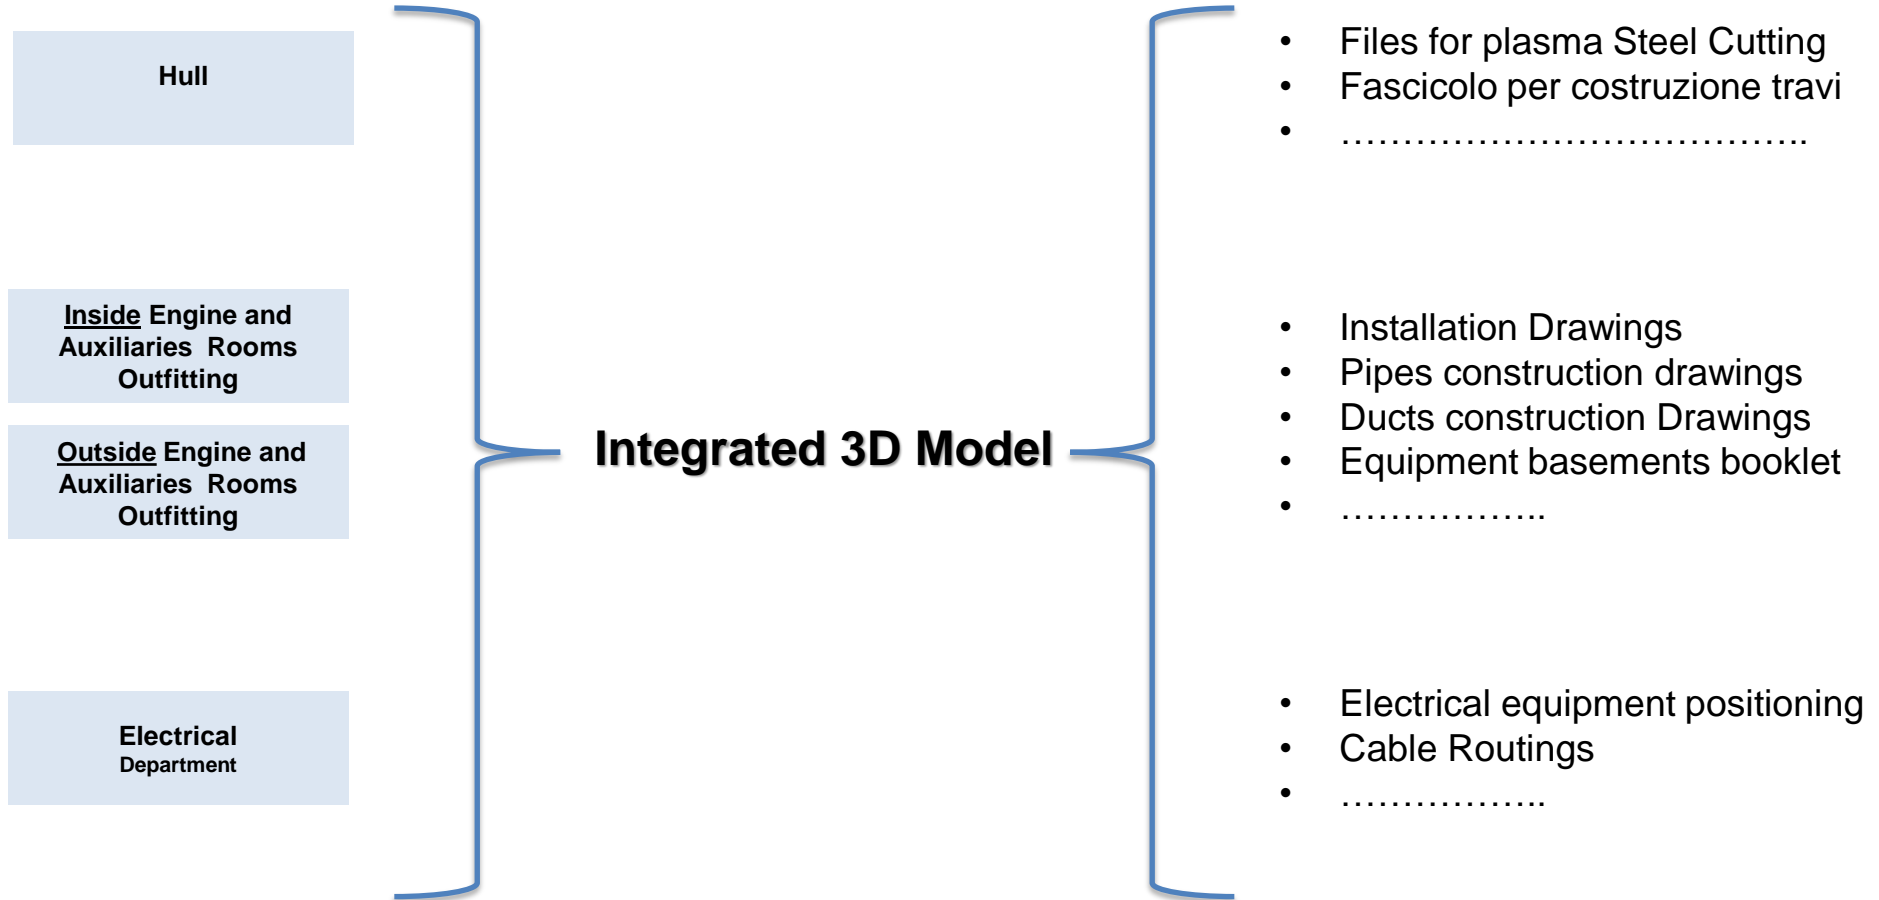 Hull
Inside Engine and
Auxiliaries Rooms
Outfitting
Outside Engine and
Auxiliaries Rooms
Outfitting
Electrical
Department
Integrated 3D Model
• Files for plasma Steel Cutting
• Fascicolo per costruzione travi
• ………………………………..
• Installation Drawings
• Pipes construction drawings
• Ducts construction Drawings
• Equipment basements booklet
• ……………..
• Electrical equipment positioning
• Cable Routings
• ……………..